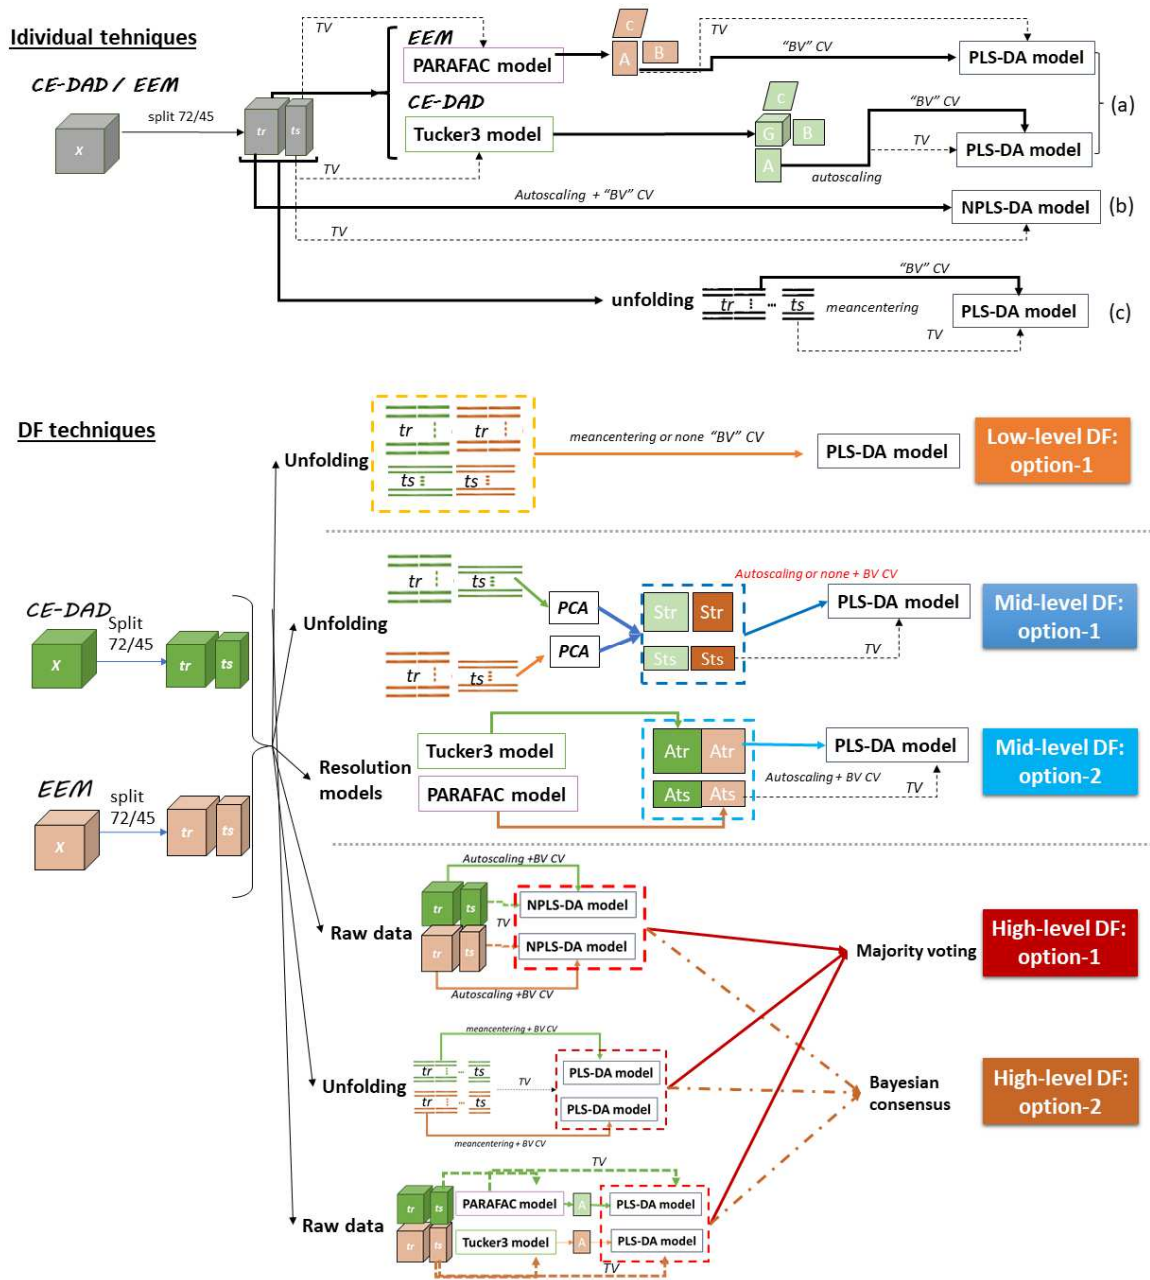 Idividual tehniques
CE-DAD / EEM
X
split 72/45
tr
ts
TV
TV
EEM
PARAFAC model
CE-DAD
Tucker3 model
C
A
B
TV
"BV" CV
PLS-DA model
C
G
B
A
"BV" CV
TV
autoscaling
PLS-DA model
(a)
Autoscaling + "BV" CV
TV
NPLS-DA model
(b)
unfolding
tr
...
ts
"BV" CV
meancentering
TV
PLS-DA model
(c)
DF techniques
Unfolding
tr
tr
ts
ts
meancentering or none "BV" CV
PLS-DA model
Low-level DF:
option-1
CE-DAD
X
Split
72/45
tr
ts
EEM
X
split
72/45
tr
ts
Unfolding
tr
ts
tr
ts
PCA
PCA
Str
Str
Sts
Sts
Autoscaling or none + BV CV
PLS-DA model
TV
Mid-level DF:
option-1
Resolution
models
Tucker3 model
PARAFAC model
Atr
Atr
Ats
Ats
PLS-DA model
Autoscaling + BV CV
TV
Mid-level DF:
option-2
Raw data
Autoscaling +BV CV
tr
ts
tr
ts
TV
NPLS-DA model
NPLS-DA model
Autoscaling +BV CV
Majority voting
High-level DF:
option-1
Unfolding
meancentering + BV CV
tr
...
ts
tr
...
ts
TV
PLS-DA model
PLS-DA model
meancentering + BV CV
Bayesian
consensus
High-level DF:
option-2
Raw data
TV
tr
ts
tr
ts
PARAFAC model
A
PLS-DA model
Tucker3 model
A
PLS-DA model
TV